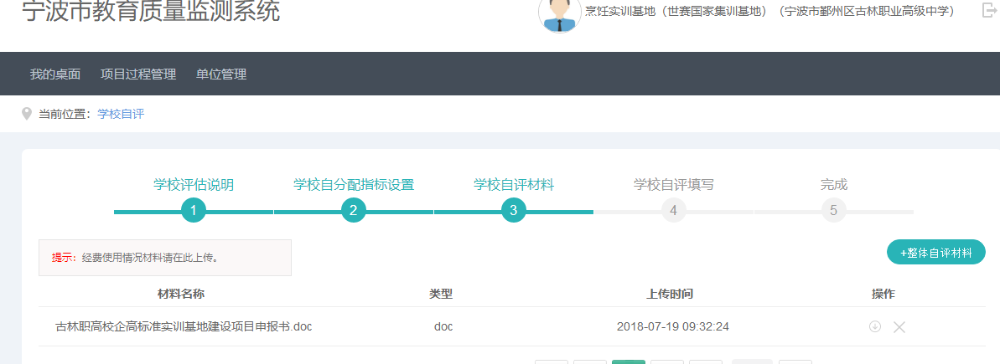 宁波市教育质量监测系统
烹饪实训基地（世赛国家集训基地）（宁波市鄞州区古林职业高级中学）
我的桌面 项目过程管理 单位管理
当前位置：学校自评
学校评估说明 学校自分配指标设置 学校自评材料 学校自评填写 完成
1 2 3 4 5
提示：经费使用情况材料请在此上传。
+整体自评材料
材料名称 类型 上传时间 操作
古林职高校企高标准实训基地建设项目申报书.doc doc 2018-07-19 09:32:24